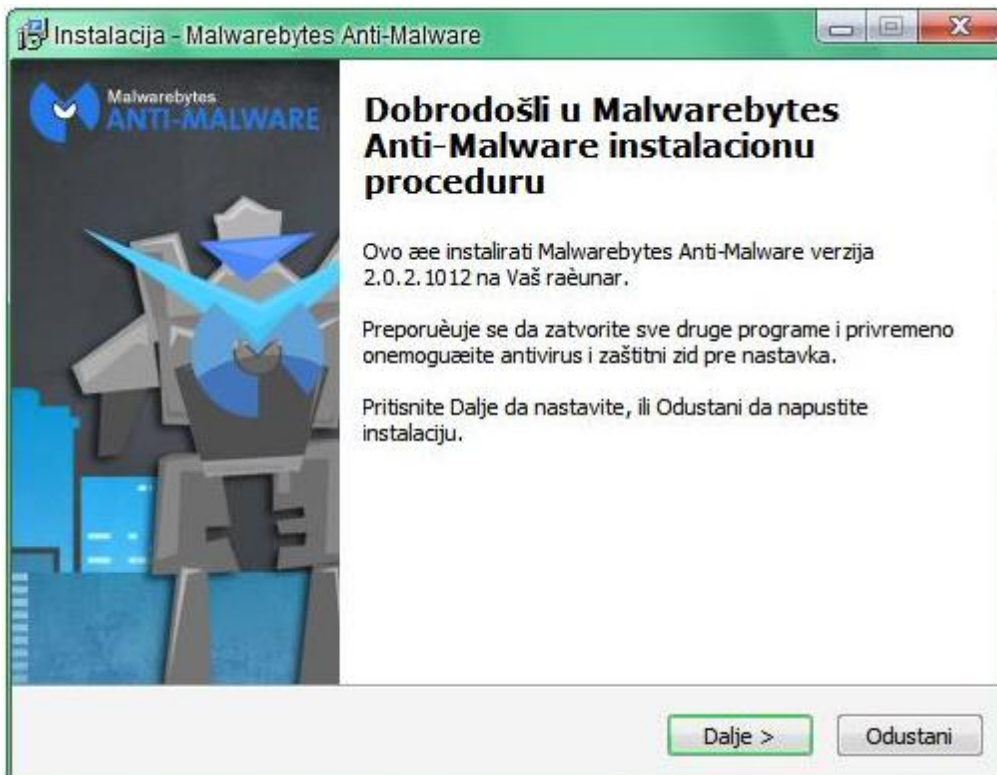 Instalacija - Malwarebytes Anti-Malware
Malwarebytes
ANTI-MALWARE
Dobrodošli u Malwarebytes
Anti-Malware instalacionu
proceduru
Ovo æee instalirati Malwarebytes Anti-Malware verzija
2.0.2.1012 na Vaš raèunar.
Preporuèuje se da zatvorite sve druge programe i privremeno
onemoguæeite antivirus i zaštitni zid pre nastavka.
Pritisnite Dalje da nastavite, ili Odustani da napustite
instalaciju.
Dalje >
Odustani